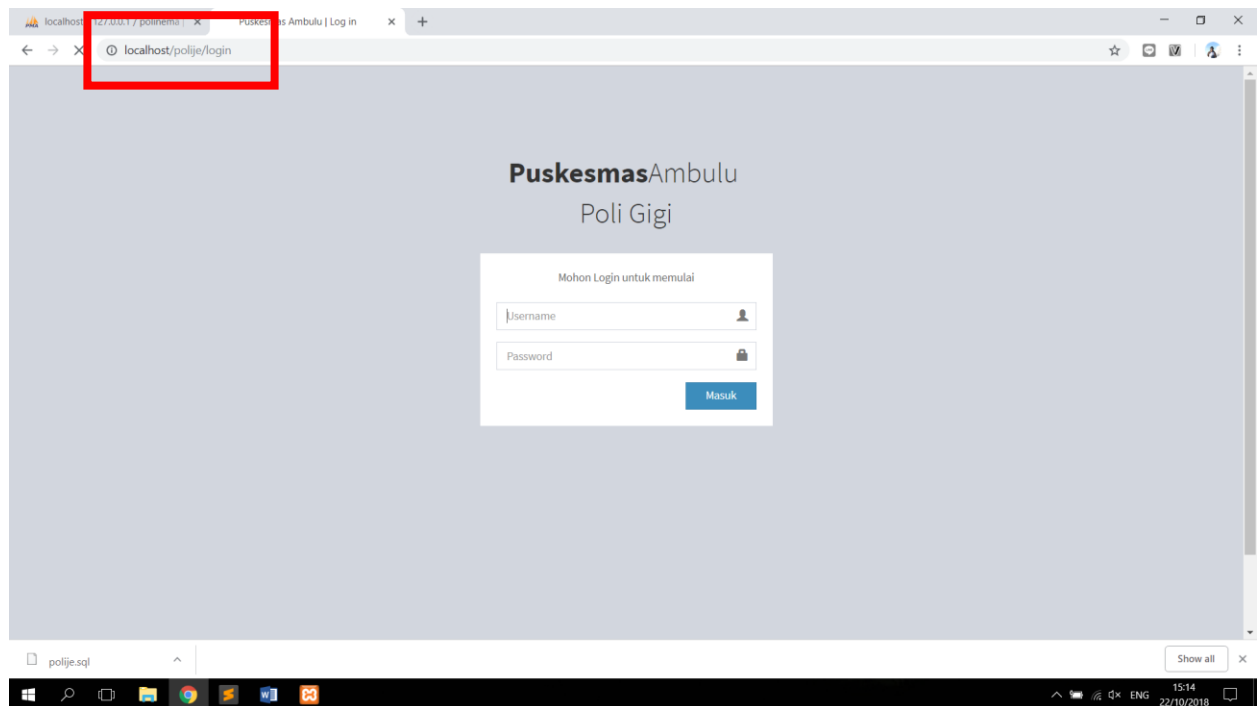 localhost / 127.0.0.1 / polinema |
Puskesmas Ambulu | Log in
localhost/polije/login
PuskesmasAmbulu
Poli Gigi
Mohon Login untuk memulai
Username
Password
Masuk
polije.sql
Show all
ENG
15:14
22/10/2018